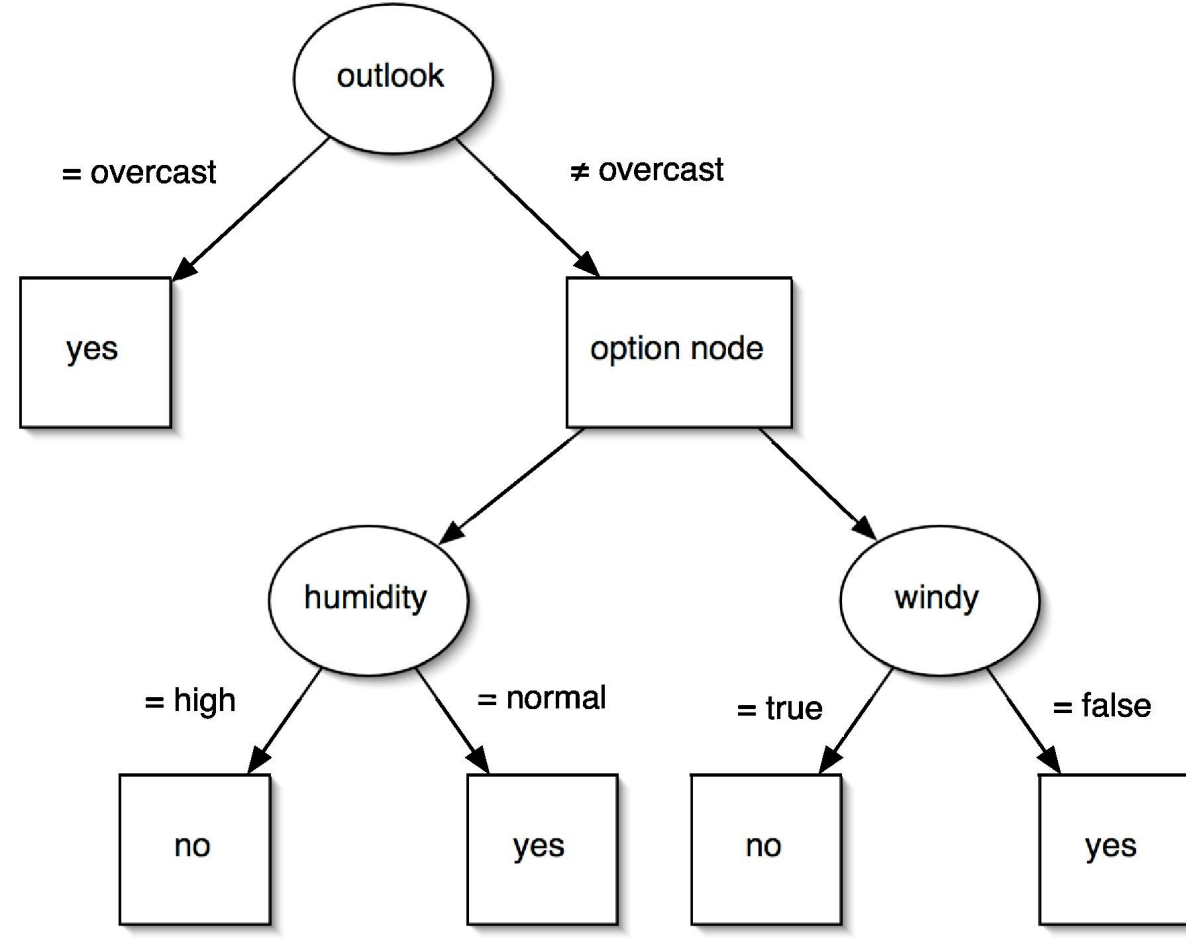 outlook
= overcast
≠ overcast
yes
option node
humidity
windy
= high
= normal
= true
= false
no
yes
no
yes